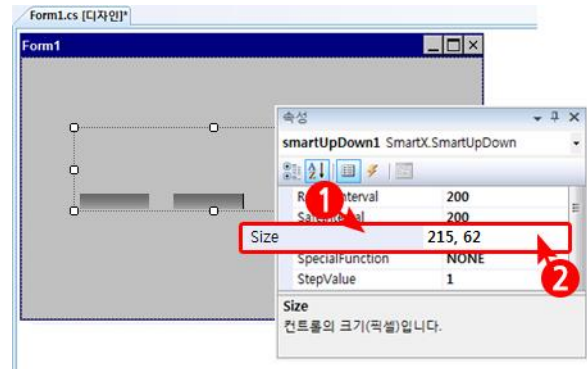 Form1.cs [디자인]*
Form1
속성
smartUpDown1 SmartX.SmartUpDown
200
200
Size 215, 62
SpecialFunction NONE
StepValue 1
Size
컨트롤의 크기(픽셀)입니다.
1
2